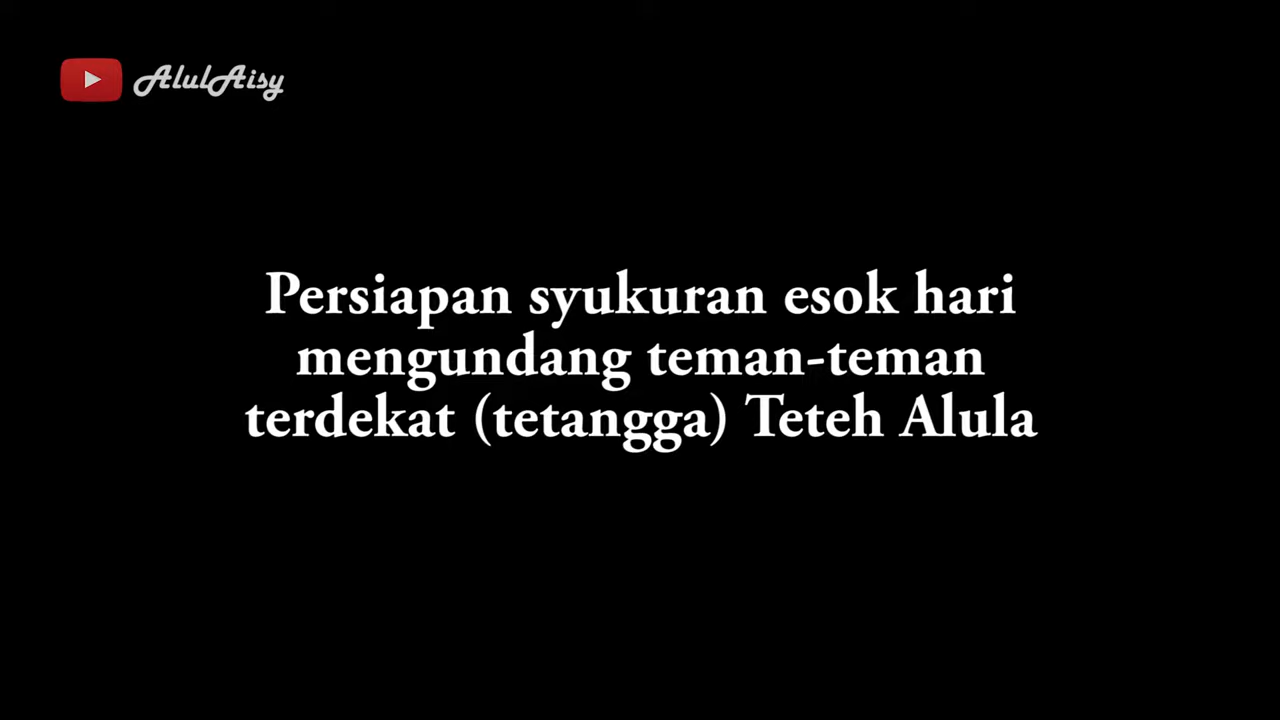 AlulAisy
Persiapan syukuran esok hari
mengundang teman-teman
terdekat (tetangga) Teteh Alula